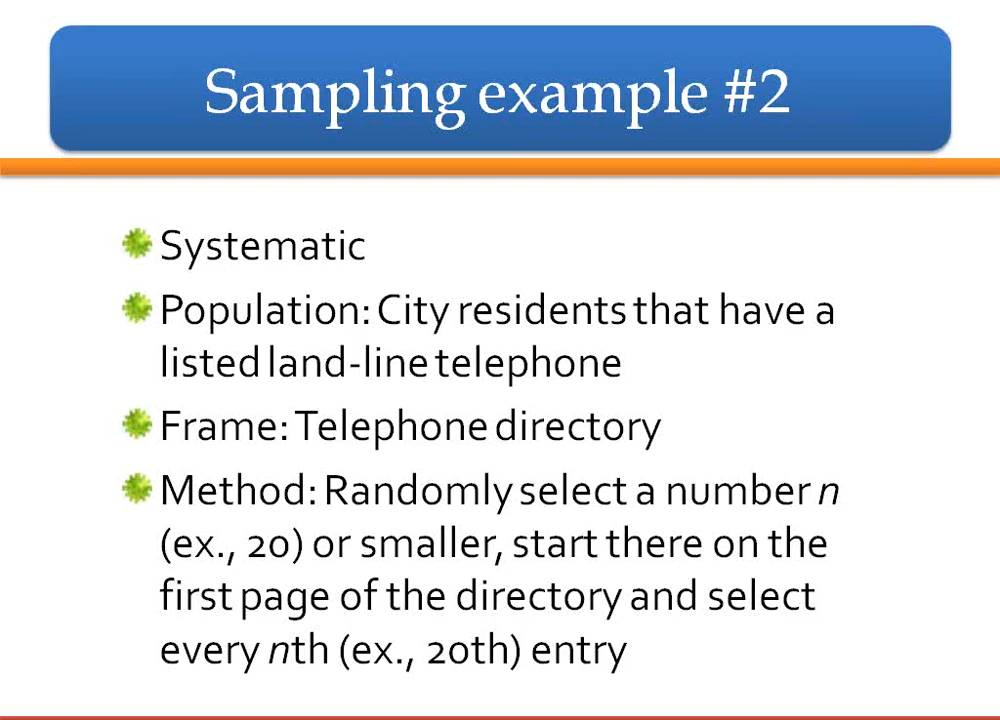 Sampling example #2
Systematic
Population: City residents that have a
listed land-line telephone
Frame: Telephone directory
Method: Randomly select a number n
(ex., 20) or smaller, start there on the
first page of the directory and select
every nth (ex., 20th) entry